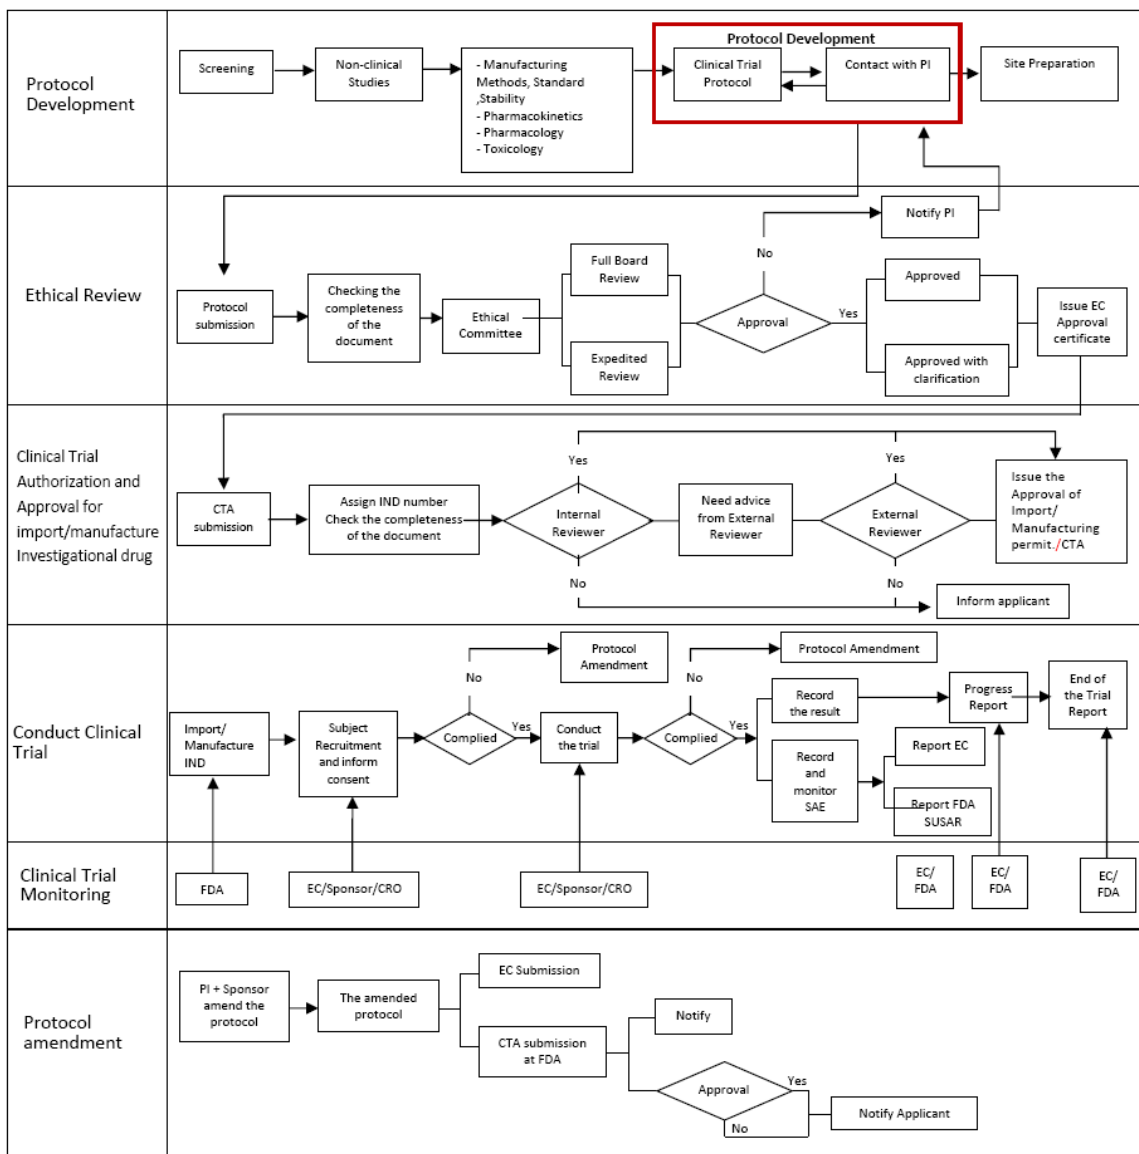 Protocol Development
Protocol
Development
Screening
Non-clinical
Studies
- Manufacturing
Methods, Standard
,Stability
- Pharmacokinetics
- Pharmacology
- Toxicology
Clinical Trial
Protocol
Contact with PI
Site Preparation
Ethical Review
Notify PI
No
Full Board
Review
Approved
Protocol
submission
Checking the
completeness
of the
document
Ethical
Committee
Approval
Yes
Issue EC
Approval
certificate
Expedited
Review
Approved with
clarification
Clinical Trial
Authorization and
Approval for
import/manufacture
Investigational drug
CTA
submission
Assign IND number
Check the completeness
of the document
Yes
Internal
Reviewer
No
Need advice
from External
Reviewer
Yes
External
Reviewer
No
Issue the
Approval of
Import/
Manufacturing
permit./CTA
Inform applicant
Conduct Clinical
Trial
Import/
Manufacture
IND
Subject
Recruitment
and inform
consent
Complied
No
Protocol
Amendment
Yes
Conduct
the trial
Complied
No
Protocol Amendment
Yes
Record
the result
Progress
Report
End of
the Trial
Report
Record
and
monitor
SAE
Report EC
Report FDA
SUSAR
Clinical Trial
Monitoring
FDA
EC/Sponsor/CRO
EC/Sponsor/CRO
EC/
FDA
EC/
FDA
EC/
FDA
Protocol
amendment
PI + Sponsor
amend the
protocol
The amended
protocol
EC Submission
CTA submission
at FDA
Notify
Approval
Yes
No
Notify Applicant